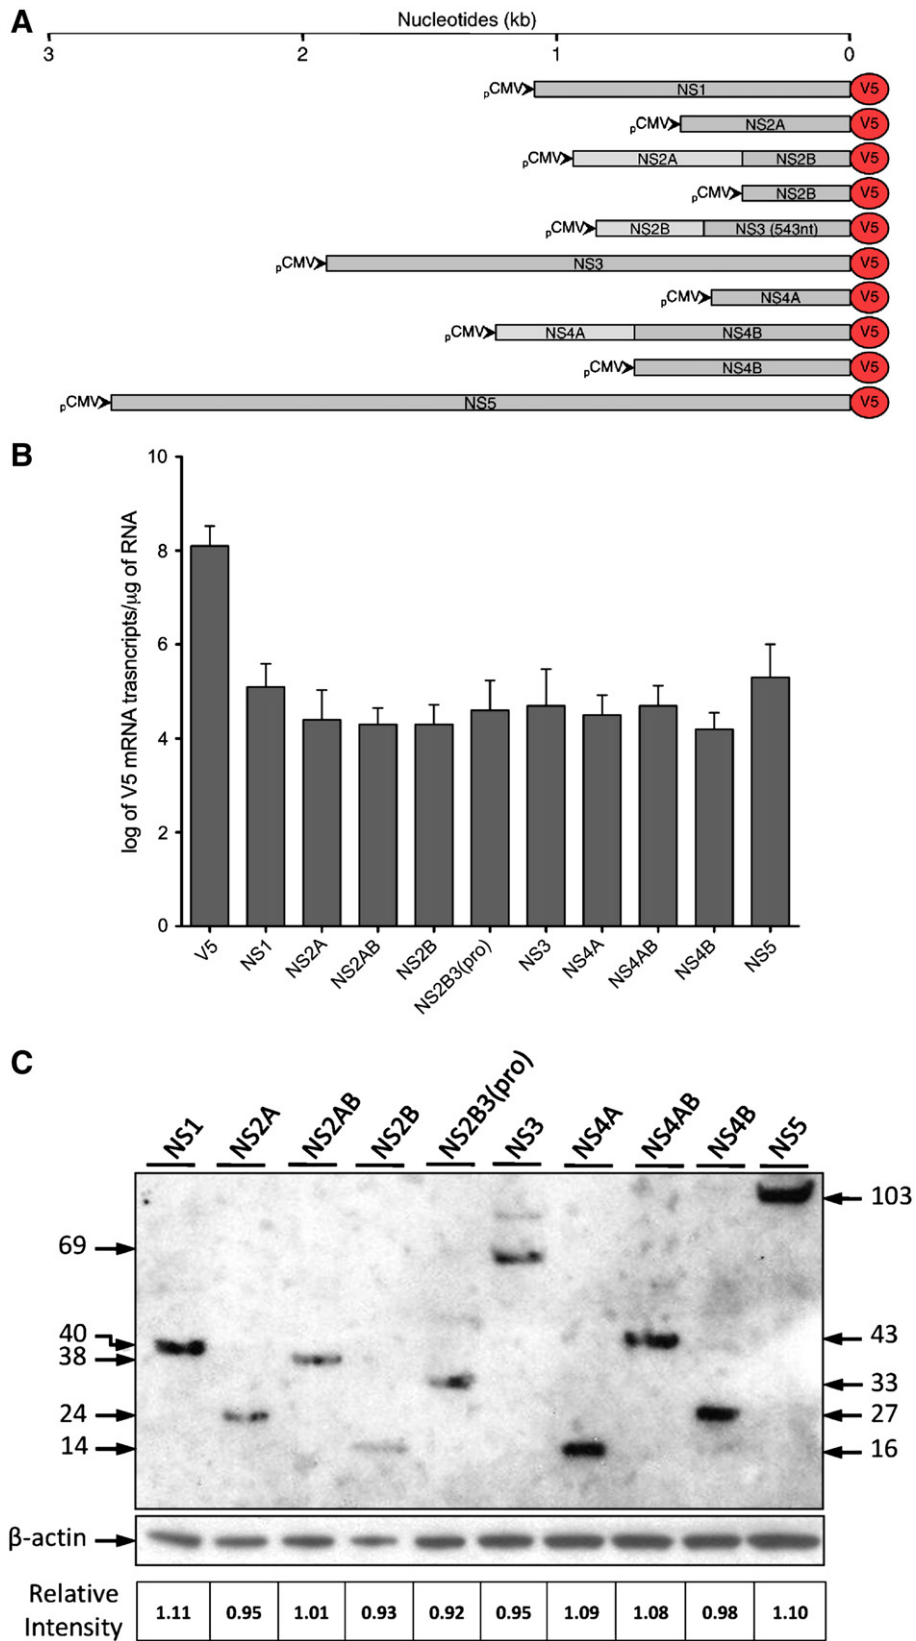 A
Nucleotides (kb)
3 2 1 0
pCMV NS1 V5
pCMV NS2A V5
pCMV NS2A NS2B V5
pCMV NS2B V5
pCMV NS2B NS3 (543nt) V5
pCMV NS3 V5
pCMV NS4A V5
pCMV NS4A NS4B V5
pCMV NS4B V5
pCMV NS5 V5
B
log of V5 mRNA trasncripts/µg of RNA
10
8
6
4
2
0
V5 NS1 NS2A NS2AB NS2B NS2B3(pro) NS3 NS4A NS4AB NS4B NS5
C
NS1 NS2A NS2AB NS2B NS2B3(pro) NS3 NS4A NS4AB NS4B NS5
103
69
40 43
38
33
24 27
14 16
β-actin
Relative
Intensity
1.11 0.95 1.01 0.93 0.92 0.95 1.09 1.08 0.98 1.10